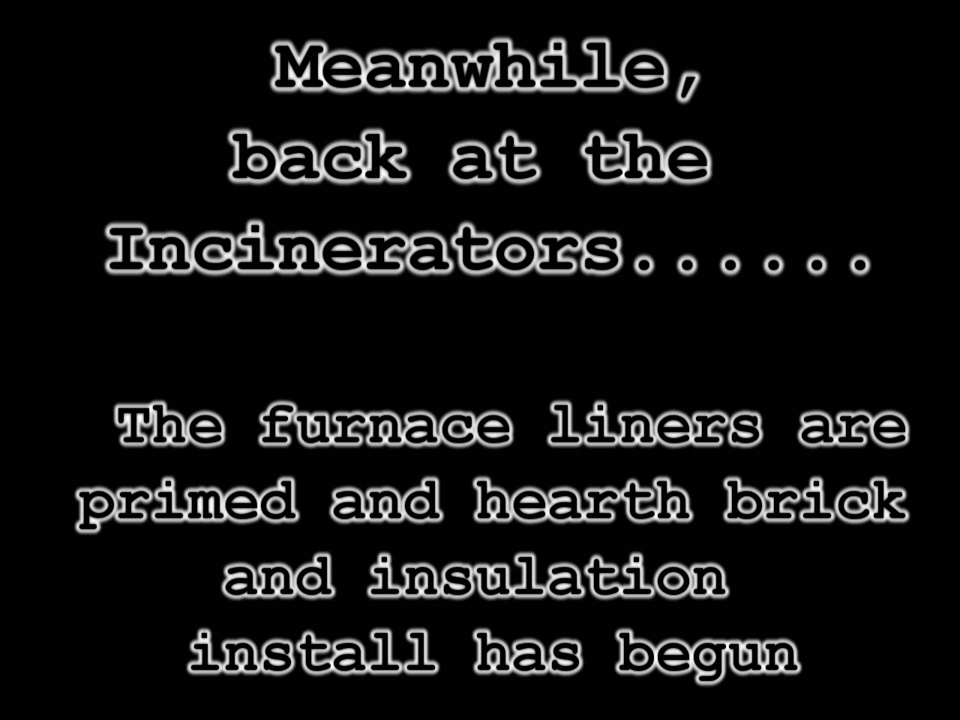 Meanwhile,
back at the
Incinerators......
The furnace liners are
primed and hearth brick
and insulation
install has begun